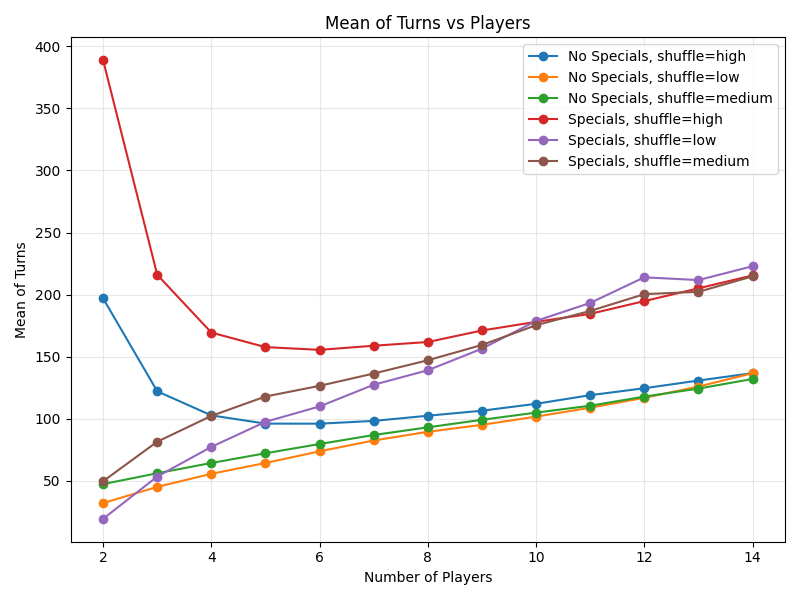 Mean of Turns vs Players
No Specials, shuffle=high
No Specials, shuffle=low
No Specials, shuffle=medium
Specials, shuffle=high
Specials, shuffle=low
Specials, shuffle=medium
Mean of Turns
400
350
300
250
200
150
100
50
2 4 6 8 10 12 14
Number of Players